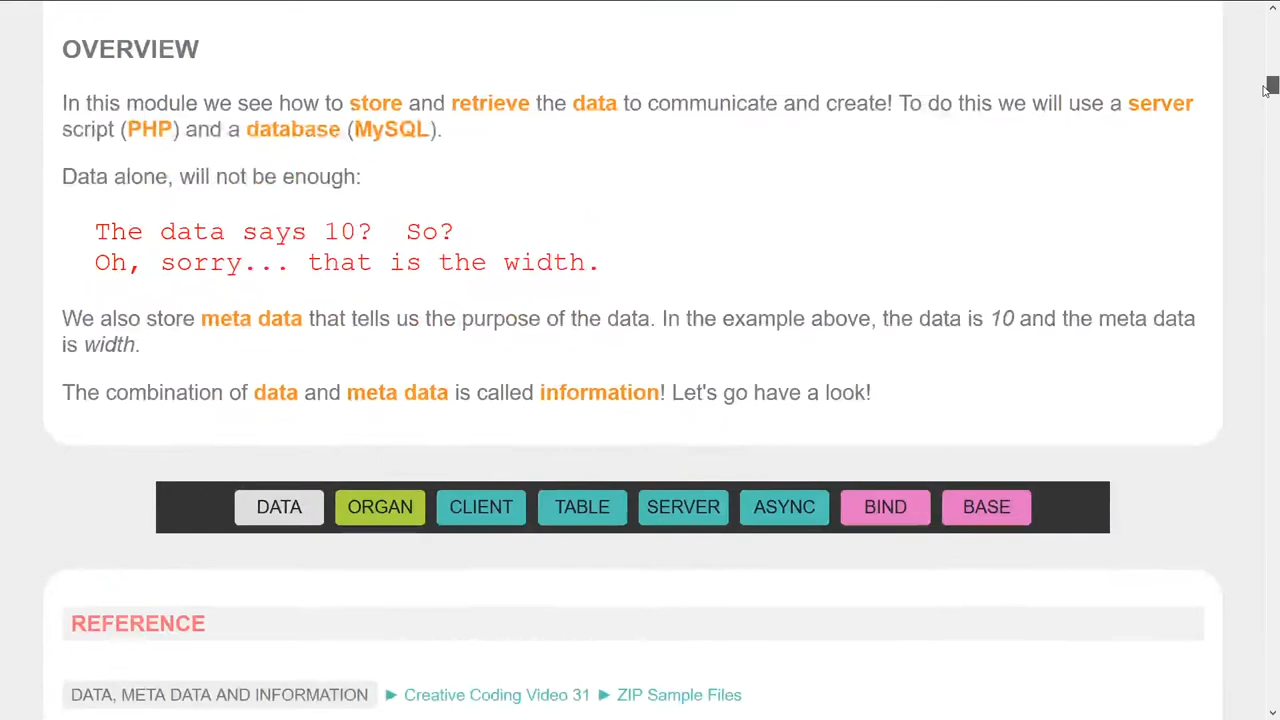 OVERVIEW
In this module we see how to store and retrieve the data to communicate and create! To do this we will use a server
script (PHP) and a database (MySQL).
Data alone, will not be enough:
The data says 10?  So?
Oh, sorry... that is the width.
We also store meta data that tells us the purpose of the data. In the example above, the data is 10 and the meta data
is width.
The combination of data and meta data is called information! Let's go have a look!
DATA ORGAN CLIENT TABLE SERVER ASYNC BIND BASE
REFERENCE
DATA, META DATA AND INFORMATION ► Creative Coding Video 31 ► ZIP Sample Files